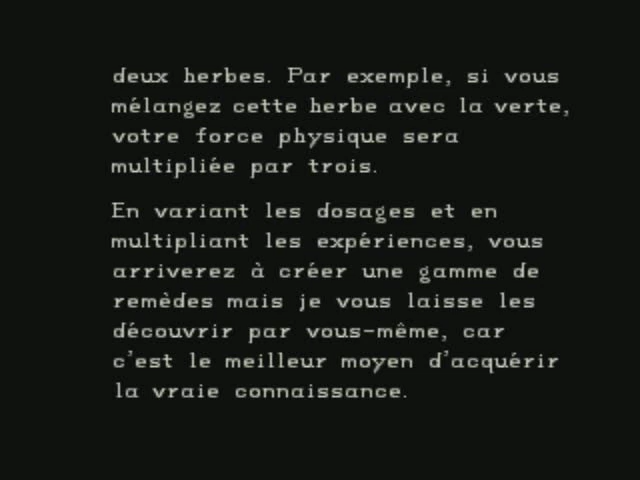 deux herbes. Par exemple, si vous
mélangez cette herbe avec la verte,
votre force physique sera
multipliée par trois.
En variant les dosages et en
multipliant les expériences, vous
arriverez à créer une gamme de
remèdes mais je vous laisse les
découvrir par vous-même, car
c'est le meilleur moyen d'acquérir
la vraie connaissance.